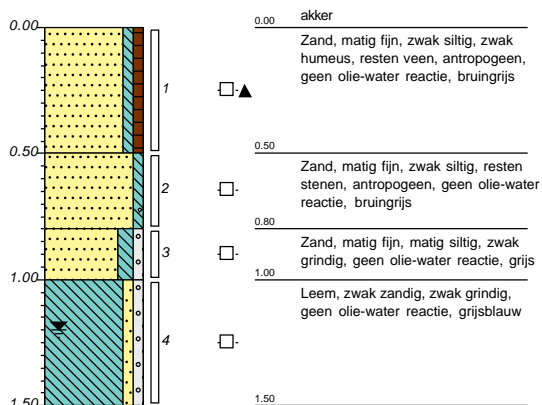 akker
0.00
0.00
Zand, matig fijn, zwak siltig, zwak
humeus, resten veen, antropogeen,
geen olie-water reactie, bruingrijs
1
0.50
0.50
Zand, matig fijn, zwak siltig, resten
stenen, antropogeen, geen olie-water
reactie, bruingrijs
2
0.80
Zand, matig fijn, matig siltig, zwak
grindig, geen olie-water reactie, grijs
3
1.00
1.00
Leem, zwak zandig, zwak grindig,
geen olie-water reactie, grijsblauw
4
1.50
1.50